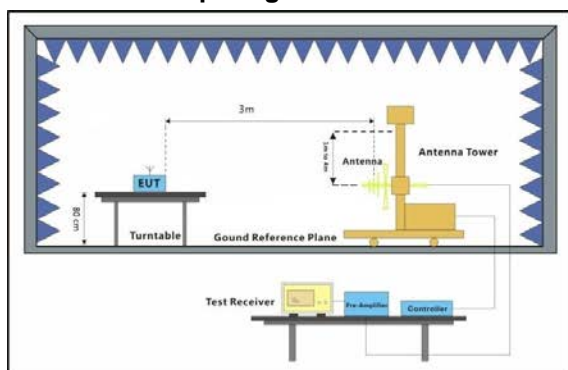 3m
1m to 4m
Antenna
Antenna Tower
EUT
80 cm
Turntable
Gound Reference Plane
Test Receiver
Pre-Amplifier
Controller